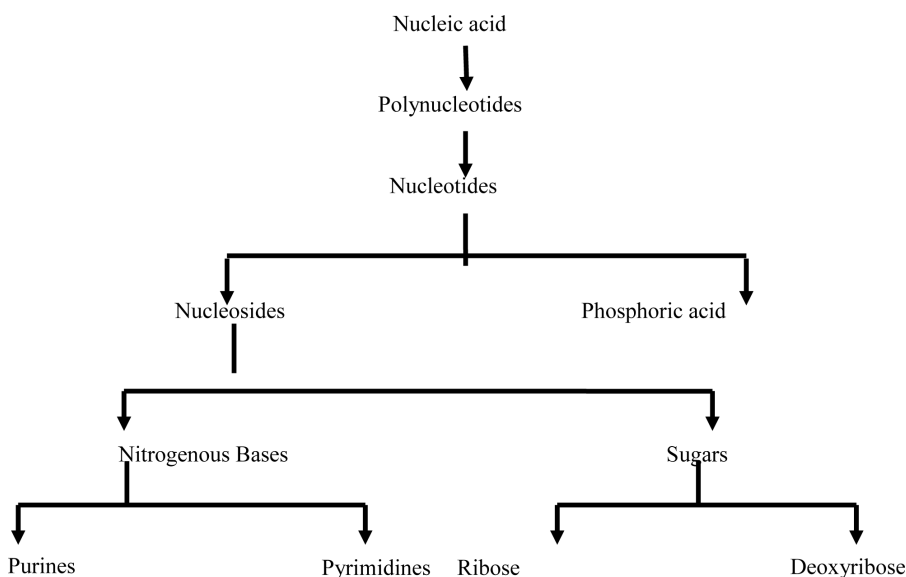 Nucleic acid
Polynucleotides
Nucleotides
Nucleosides Phosphoric acid
Nitrogenous Bases Sugars
Purines Pyrimidines Ribose Deoxyribose